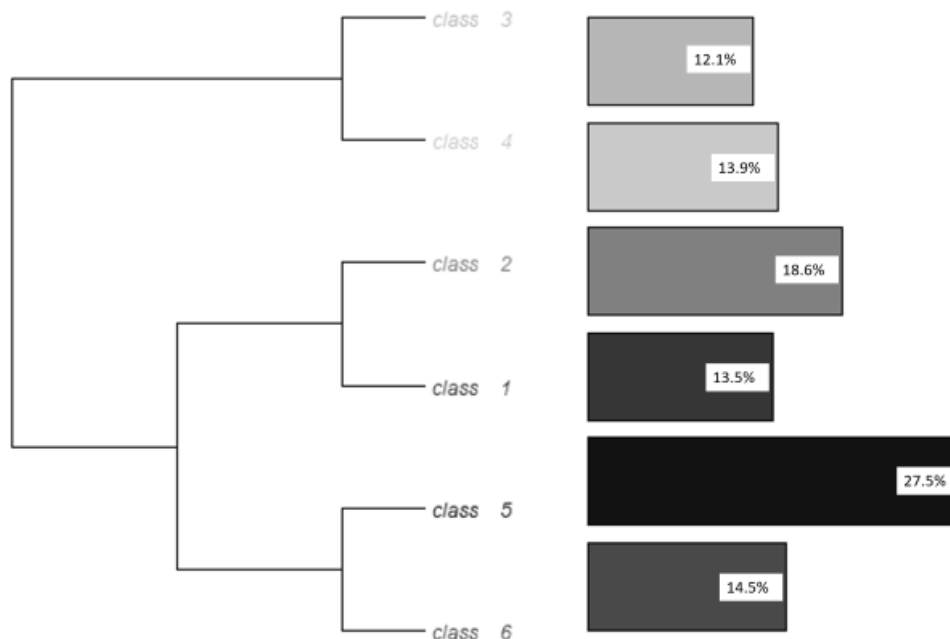 class 3
12.1%
class 4
13.9%
class 2
18.6%
class 1
13.5%
class 5
27.5%
class 6
14.5%